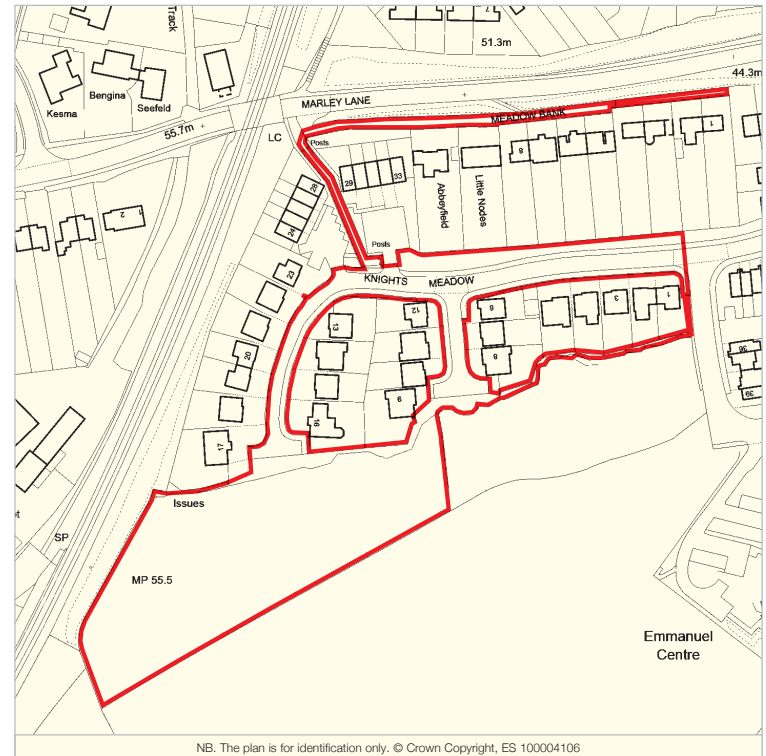 Track
7
51.3m
44.3m
Kesma
Bengina
Seefeld
MARLEY LANE
55.7m
LC
MEADOW BANK
Posts
8
1
28
24
29
33
Abbeyfield
Little Nodes
2
1
Posts
KNIGHTS MEADOW
23
20
17
13
12
6
3
1
8
16
9
36
39
Issues
SP
MP 55.5
Emmanuel
Centre
NB. The plan is for identification only. © Crown Copyright, ES 100004106